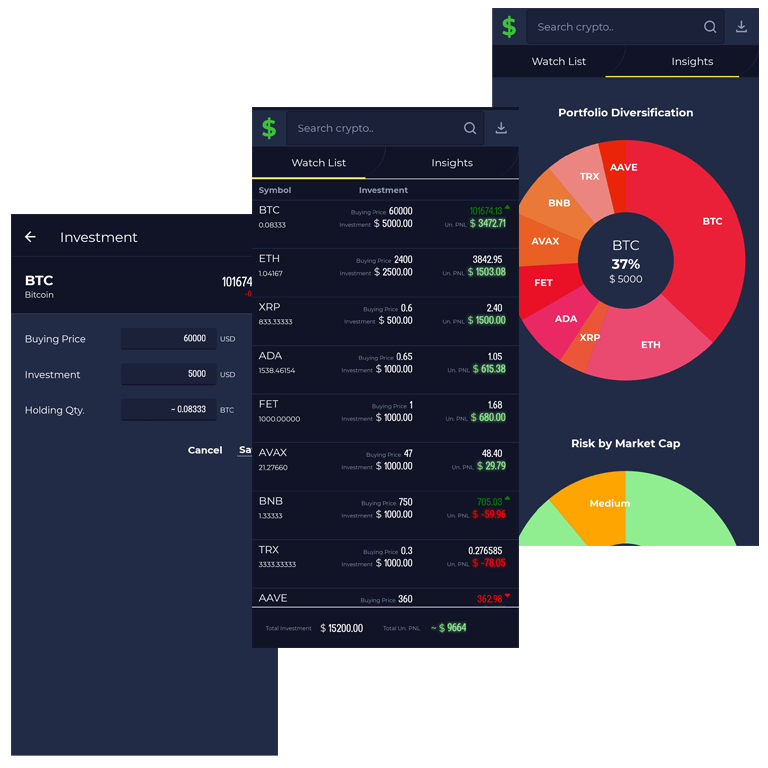 Investment
BTC
Bitcoin
101674
Buying Price 60000 USD
Investment 5000 USD
Holding Qty. ~ 0.08333 BTC
Cancel Sa
$ Search crypto..
Watch List Insights
Symbol Investment
BTC Buying Price 60000 101674.13
0.08333 Investment $ 5000.00 Un. PNL $ 3472.71
ETH Buying Price 2400 3842.95
1.04167 Investment $ 2500.00 Un. PNL $ 1503.08
XRP Buying Price 0.6 2.40
833.33333 Investment $ 500.00 Un. PNL $ 1500.00
ADA Buying Price 0.65 1.05
1538.46154 Investment $ 1000.00 Un. PNL $ 615.38
FET Buying Price 1 1.68
1000.00000 Investment $ 1000.00 Un. PNL $ 680.00
AVAX Buying Price 47 48.40
21.27660 Investment $ 1000.00 Un. PNL $ 29.79
BNB Buying Price 750 705.03
1.33333 Investment $ 1000.00 Un. PNL $ -59.96
TRX Buying Price 0.3 0.276585
3333.33333 Investment $ 1000.00 Un. PNL $ -78.05
AAVE Buying Price 360 362.98
Total Investment $ 15200.00 Total Un. PNL ~ $ 9664
$ Search crypto..
Watch List Insights
Portfolio Diversification
AAVE
TRX
BNB
BTC
AVAX
FET
ADA
XRP
ETH
BTC
37%
$ 5000
Risk by Market Cap
Medium